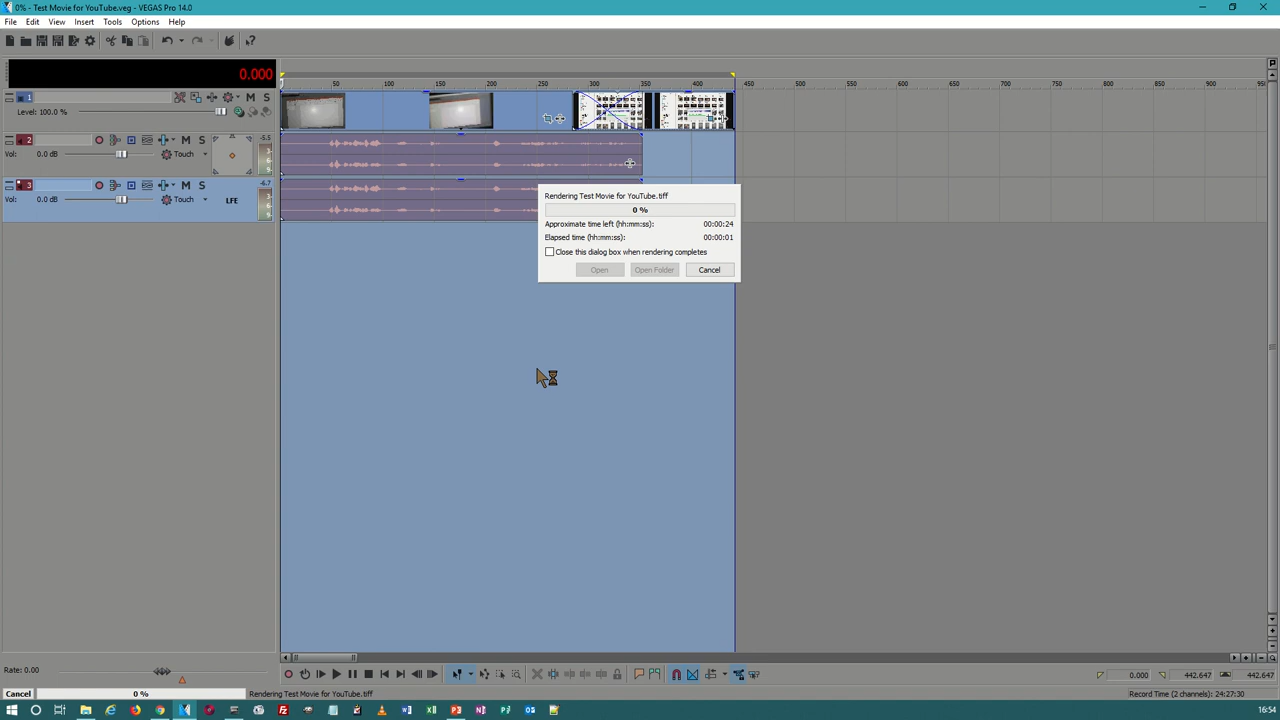 0% - Test Movie for YouTube.veg - VEGAS Pro 14.0
File Edit View Insert Tools Options Help
0.000
50 100 150 200 250 300 350 400 450 500 550 600 650 700 750 800 850 900 950
1 M S
Level: 100.0 %
2 M S -5.5
Vol: 0.0 dB Touch
3 M S -6.7
Vol: 0.0 dB Touch LFE
Rendering Test Movie for YouTube.tiff
0 %
Approximate time left (hh:mm:ss): 00:00:24
Elapsed time (hh:mm:ss): 00:00:01
Close this dialog box when rendering completes
Open Open Folder Cancel
Rate: 0.00
0.000 442.647 442.647
Cancel 0 % Rendering Test Movie for YouTube.tiff Record Time (2 channels): 24:27:30
16:54